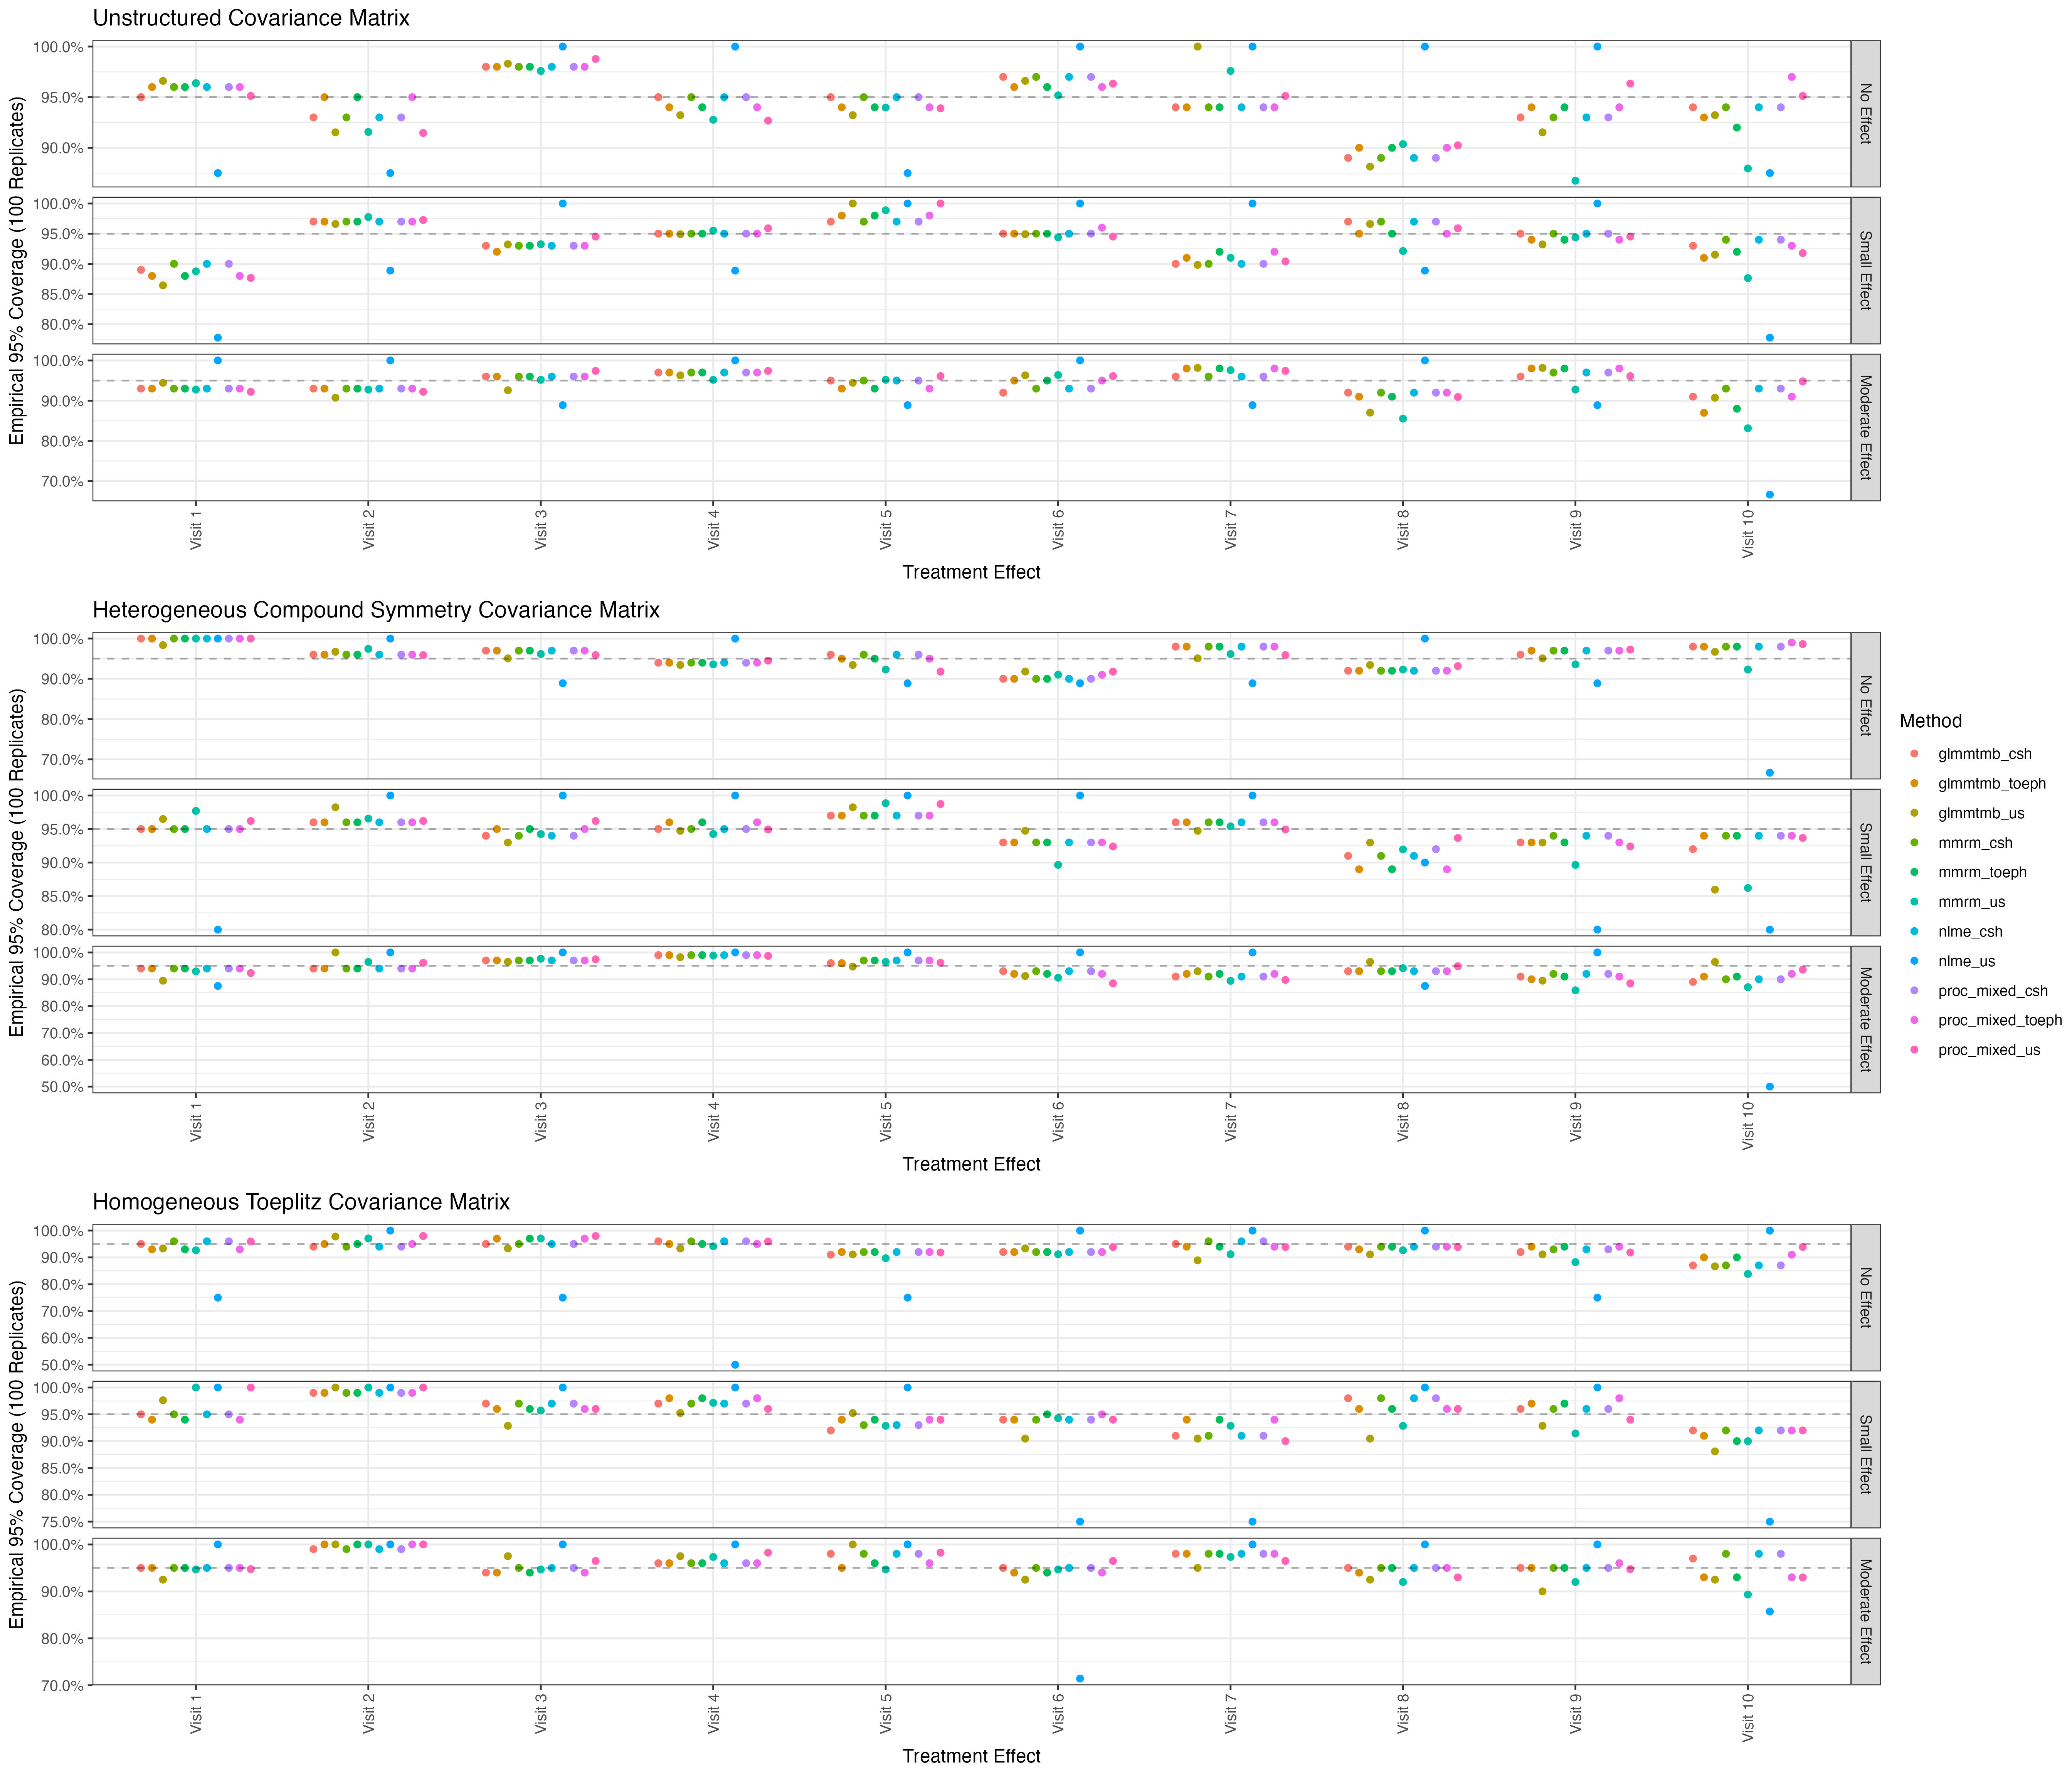 Unstructured Covariance Matrix
Empirical 95% Coverage (100 Replicates)
100.0%
95.0%
90.0%
No Effect
100.0%
95.0%
90.0%
85.0%
80.0%
Small Effect
100.0%
90.0%
80.0%
70.0%
Moderate Effect
Visit 1 Visit 2 Visit 3 Visit 4 Visit 5 Visit 6 Visit 7 Visit 8 Visit 9 Visit 10
Treatment Effect
Heterogeneous Compound Symmetry Covariance Matrix
Empirical 95% Coverage (100 Replicates)
100.0%
90.0%
80.0%
70.0%
No Effect
100.0%
95.0%
90.0%
85.0%
80.0%
Small Effect
100.0%
90.0%
80.0%
70.0%
60.0%
50.0%
Moderate Effect
Visit 1 Visit 2 Visit 3 Visit 4 Visit 5 Visit 6 Visit 7 Visit 8 Visit 9 Visit 10
Treatment Effect
Homogeneous Toeplitz Covariance Matrix
Empirical 95% Coverage (100 Replicates)
100.0%
90.0%
80.0%
70.0%
60.0%
50.0%
No Effect
100.0%
95.0%
90.0%
85.0%
80.0%
75.0%
Small Effect
100.0%
90.0%
80.0%
70.0%
Moderate Effect
Visit 1 Visit 2 Visit 3 Visit 4 Visit 5 Visit 6 Visit 7 Visit 8 Visit 9 Visit 10
Treatment Effect
Method
glmmtmb_csh
glmmtmb_toeph
glmmtmb_us
mmrm_csh
mmrm_toeph
mmrm_us
nlme_csh
nlme_us
proc_mixed_csh
proc_mixed_toeph
proc_mixed_us